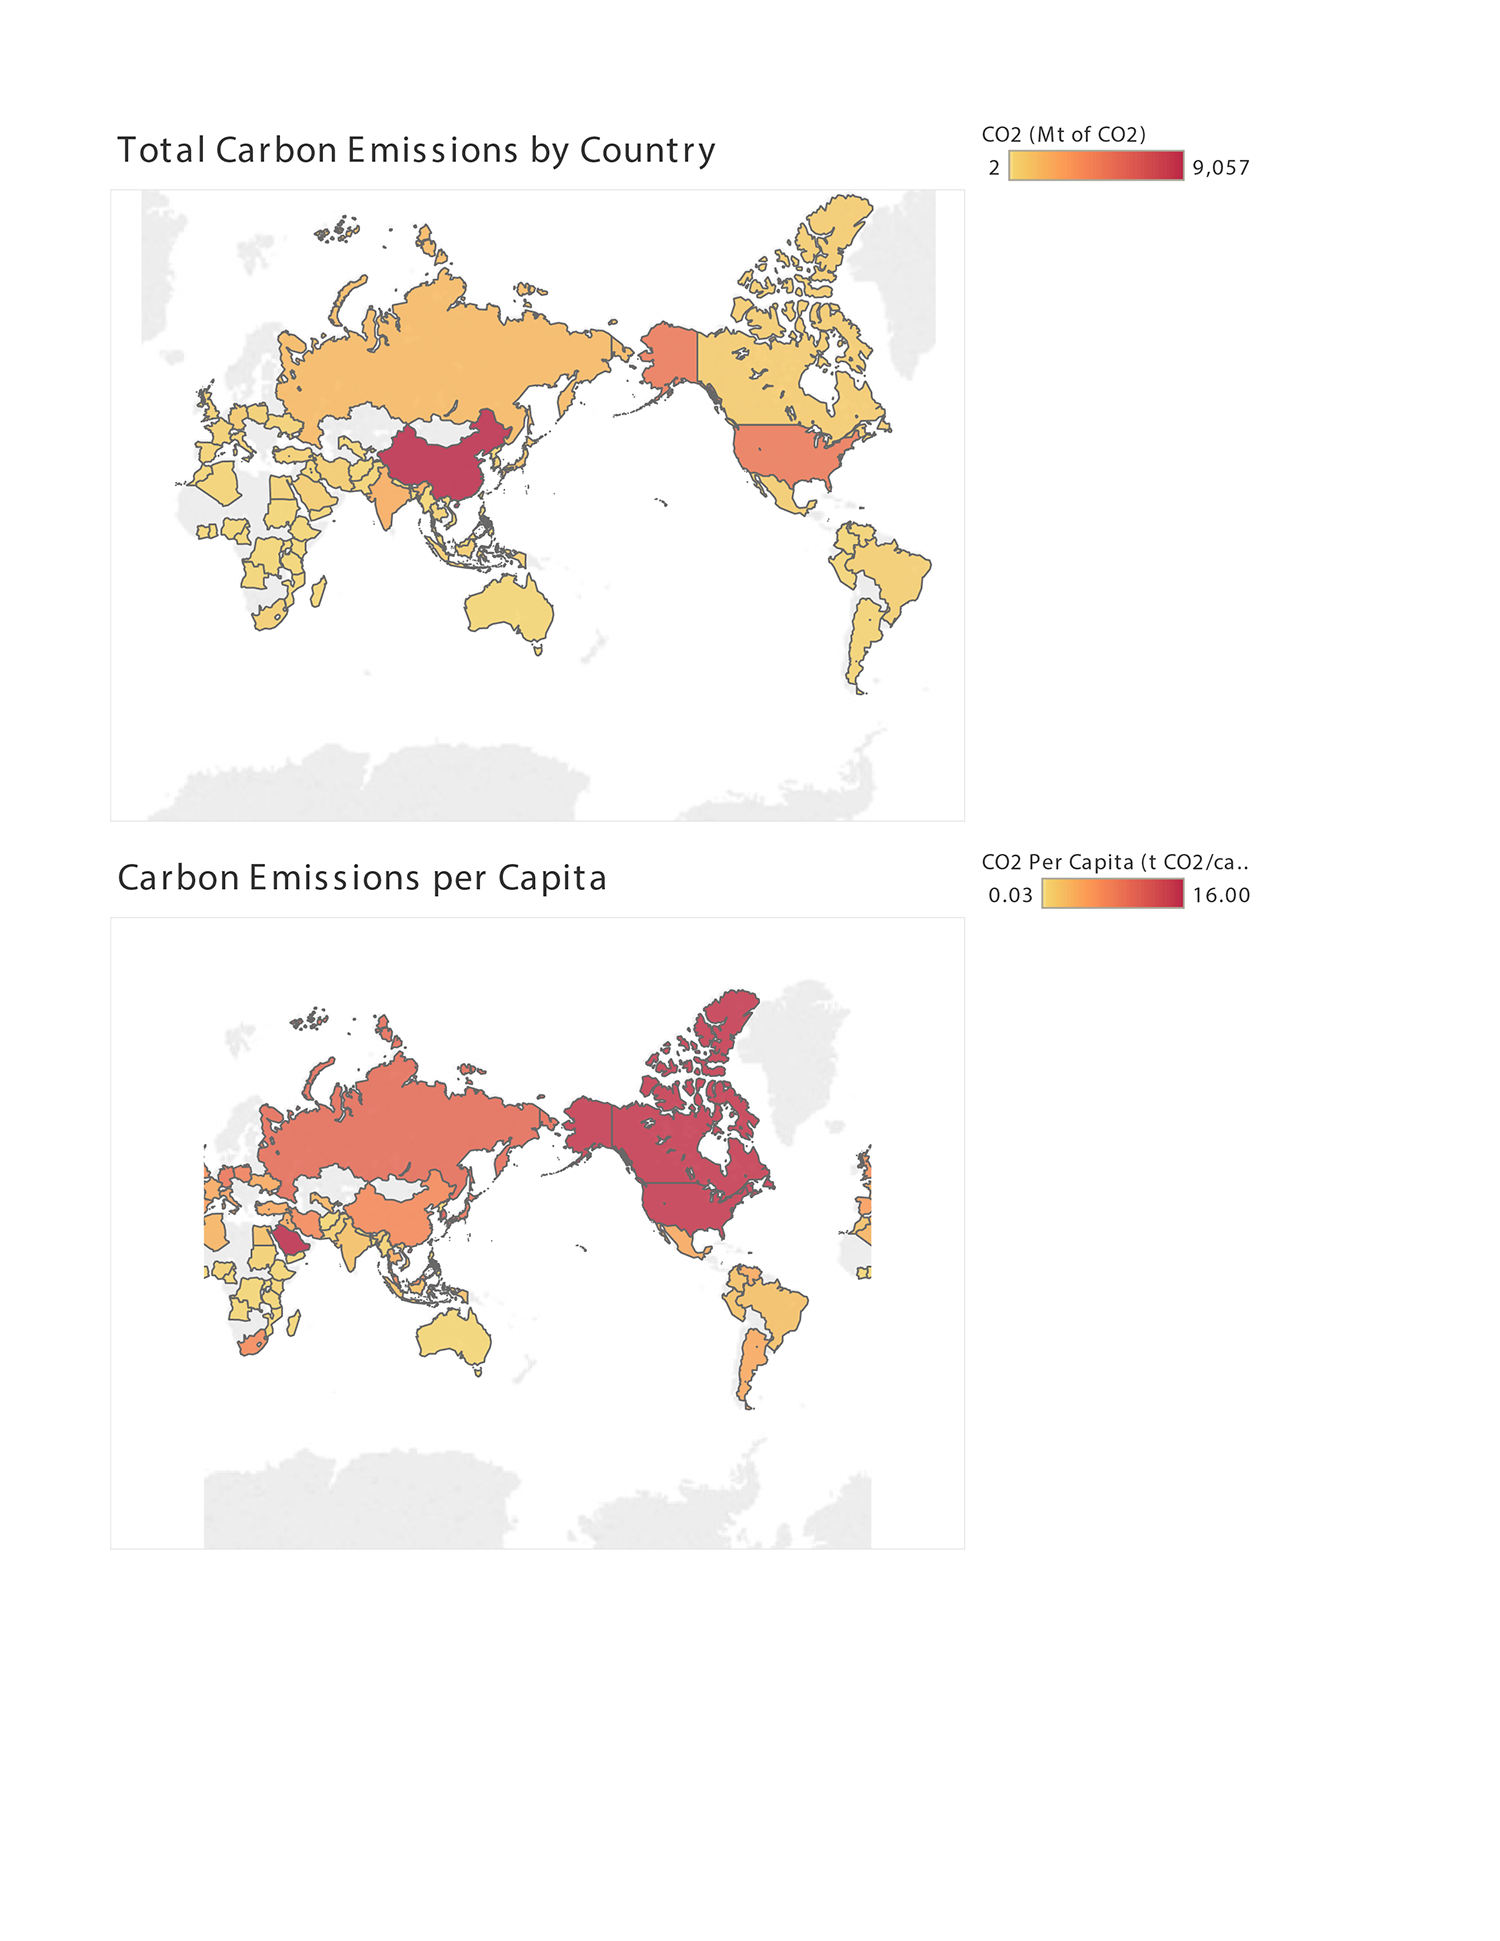 Total Carbon Emissions by Country
CO2 (Mt of CO2)
2 9,057
Carbon Emissions per Capita
CO2 Per Capita (t CO2/ca..
0.03 16.00